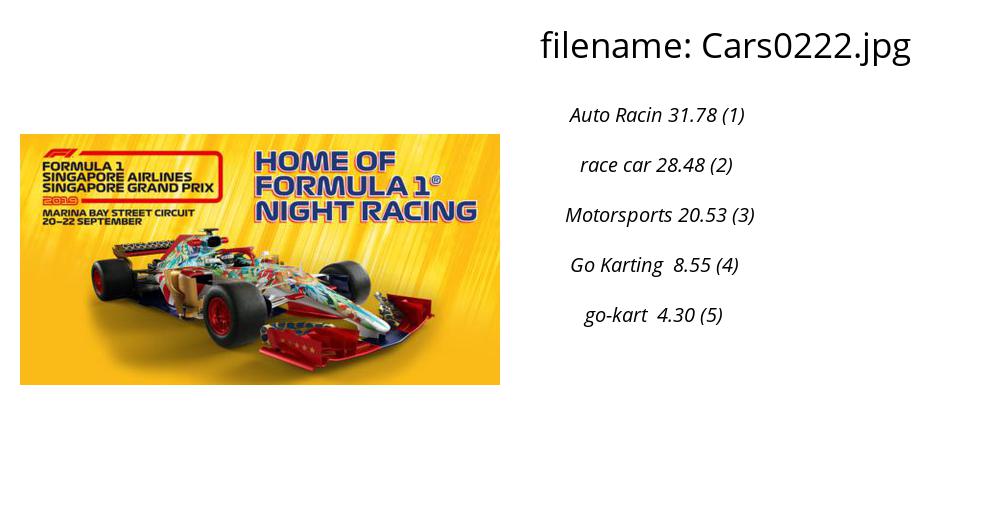 filename: Cars0222.jpg
F1
FORMULA 1
SINGAPORE AIRLINES
SINGAPORE GRAND PRIX
2019
MARINA BAY STREET CIRCUIT
20–22 SEPTEMBER
HOME OF
FORMULA 1®
NIGHT RACING
Auto Racin 31.78 (1)
race car 28.48 (2)
Motorsports 20.53 (3)
Go Karting  8.55 (4)
go-kart  4.30 (5)